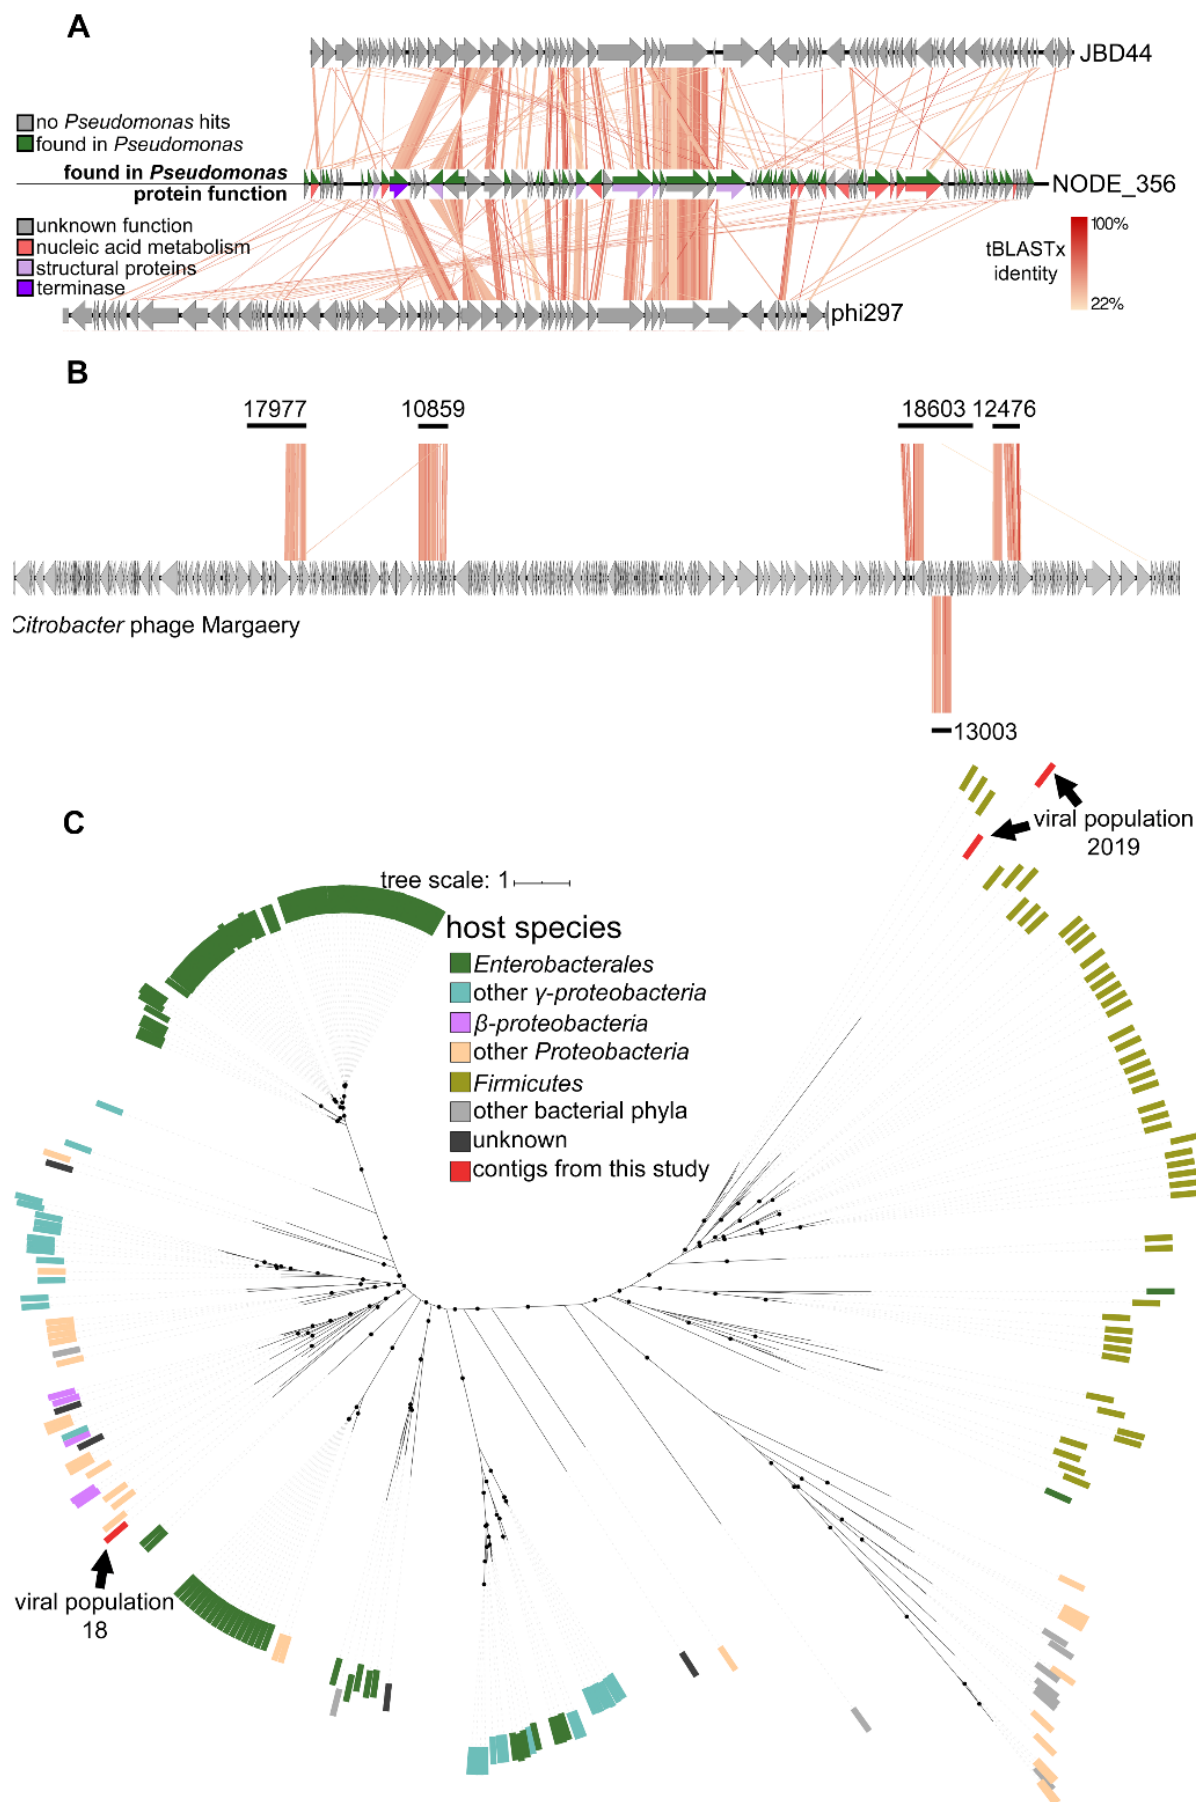 A
JBD44
no Pseudomonas hits
found in Pseudomonas
found in Pseudomonas
protein function
NODE_356
unknown function
nucleic acid metabolism
structural proteins
terminase
tBLASTx
identity
100%
22%
phi297
B
17977
10859
18603
12476
Citrobacter phage Margaery
13003
C
viral population
2019
tree scale: 1
host species
Enterobacterales
other γ-proteobacteria
β-proteobacteria
other Proteobacteria
Firmicutes
other bacterial phyla
unknown
contigs from this study
viral population
18